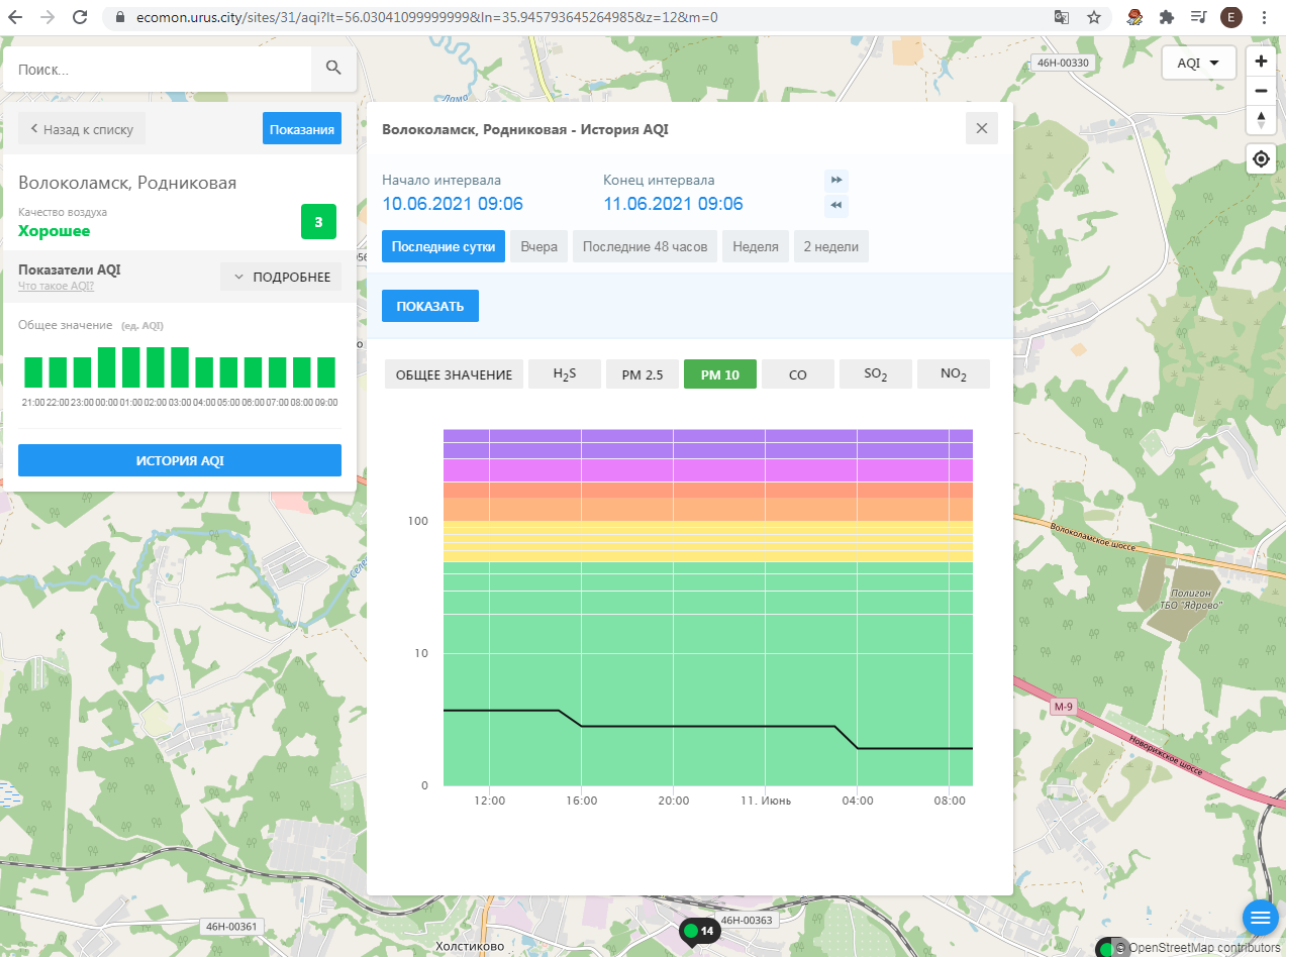 ecomon.urus.city/sites/31/aqi?lt=56.03041099999999&ln=35.945793645264985&z=12&m=0
E
Поиск...
Лама
46Н-00330
AQI
Назад к списку
Показания
Волоколамск, Родниковая - История AQI
Волоколамск, Родниковая
Качество воздуха
Хорошее
3
Начало интервала
Конец интервала
10.06.2021 09:06
11.06.2021 09:06
Последние сутки
Вчера
Последние 48 часов
Неделя
2 недели
Показатели AQI
Что такое AQI?
ПОДРОБНЕЕ
ПОКАЗАТЬ
Общее значение (ед. AQI)
21:00 22:00 23:00 00:00 01:00 02:00 03:00 04:00 05:00 06:00 07:00 08:00 09:00
ИСТОРИЯ AQI
ОБЩЕЕ ЗНАЧЕНИЕ
H2S
PM 2.5
PM 10
CO
SO2
NO2
100
10
0
12:00
16:00
20:00
11. Июнь
04:00
08:00
Волоколамское шоссе
Полигон
ТБО "Ядрово"
М-9
Новорижское шоссе
46Н-00361
46Н-00363
14
Холстиково
© OpenStreetMap contributors